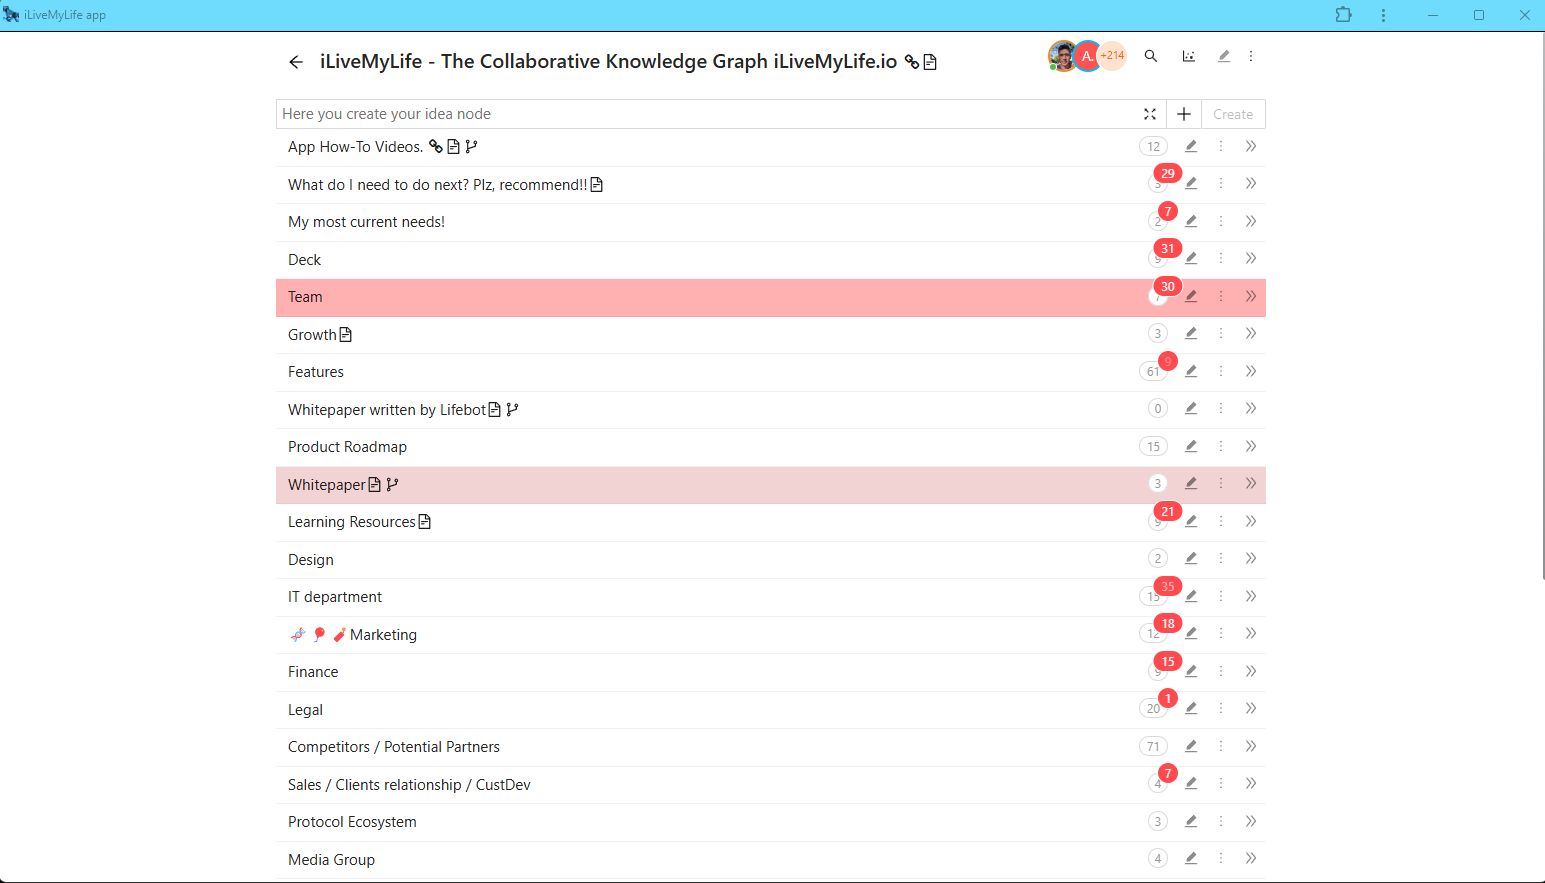 iLiveMyLife app
iLiveMyLife - The Collaborative Knowledge Graph iLiveMyLife.io
A. +214
Here you create your idea node
Create
App How-To Videos. 12
What do I need to do next? Plz, recommend!! 3 29
My most current needs! 2 7
Deck 9 31
Team 7 30
Growth 3
Features 61 9
Whitepaper written by Lifebot 0
Product Roadmap 15
Whitepaper 3
Learning Resources 9 21
Design 2
IT department 15 35
Marketing 12 18
Finance 9 15
Legal 20 1
Competitors / Potential Partners 71
Sales / Clients relationship / CustDev 4 7
Protocol Ecosystem 3
Media Group 4